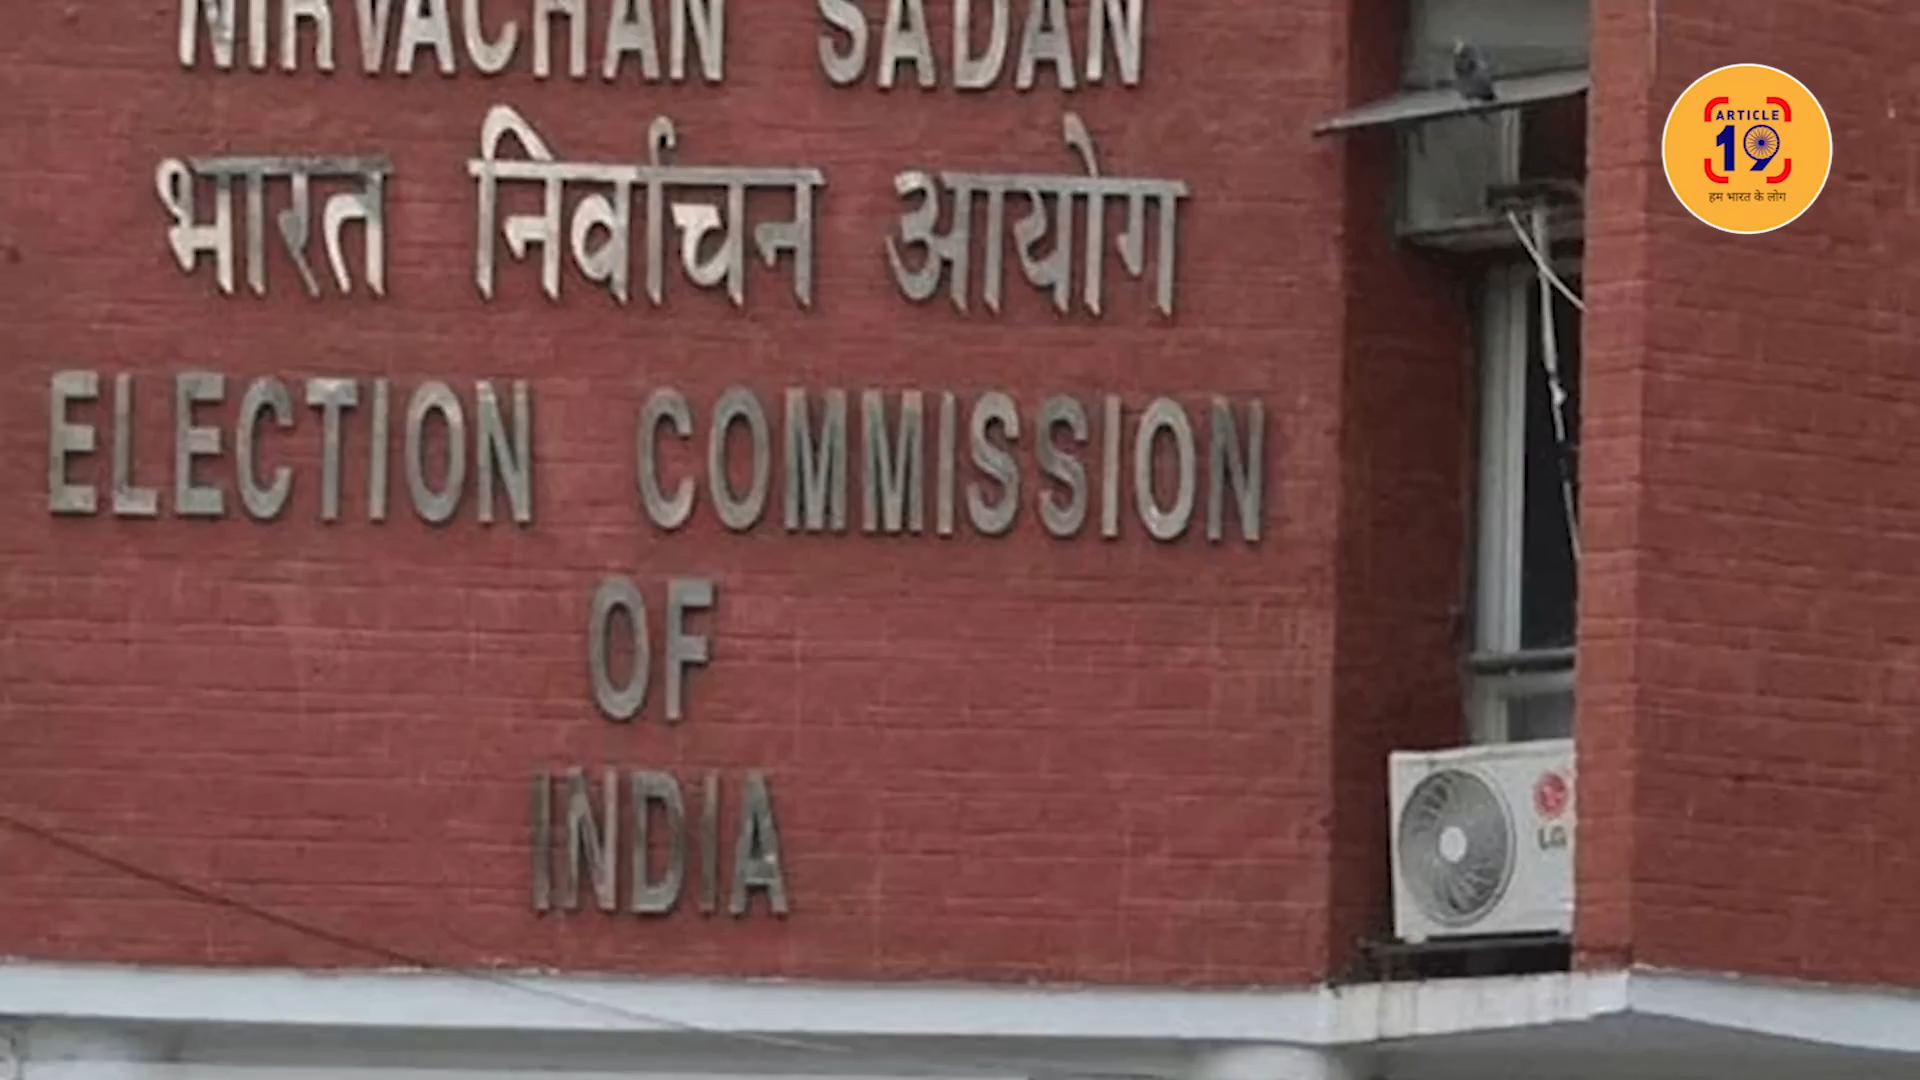 NIRVACHAN SADAN
भारत निर्वाचन आयोग
ELECTION COMMISSION
OF
INDIA
ARTICLE
19
हम भारत के लोग
LG